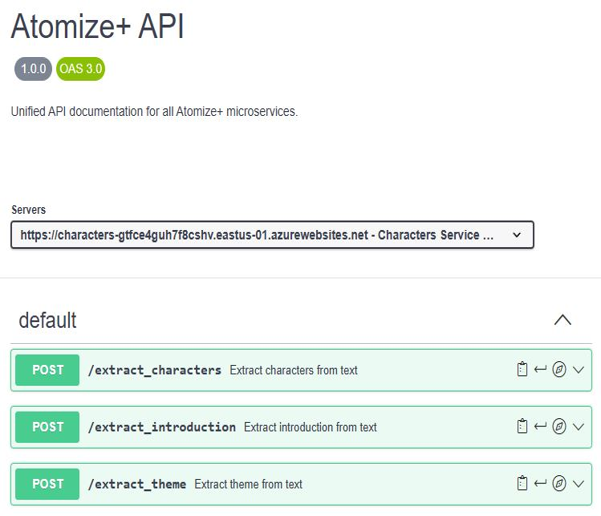 Atomize+ API
1.0.0 OAS 3.0
Unified API documentation for all Atomize+ microservices.
Servers
https://characters-gtfce4guh7f8cshv.eastus-01.azurewebsites.net - Characters Service ...
default
POST /extract_characters Extract characters from text
POST /extract_introduction Extract introduction from text
POST /extract_theme Extract theme from text